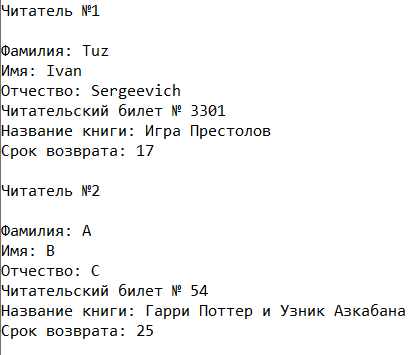 Читатель №1
Фамилия: Tuz
Имя: Ivan
Отчество: Sergeevich
Читательский билет № 3301
Название книги: Игра Престолов
Срок возврата: 17
Читатель №2
Фамилия: A
Имя: B
Отчество: C
Читательский билет № 54
Название книги: Гарри Поттер и Узник Азкабана
Срок возврата: 25